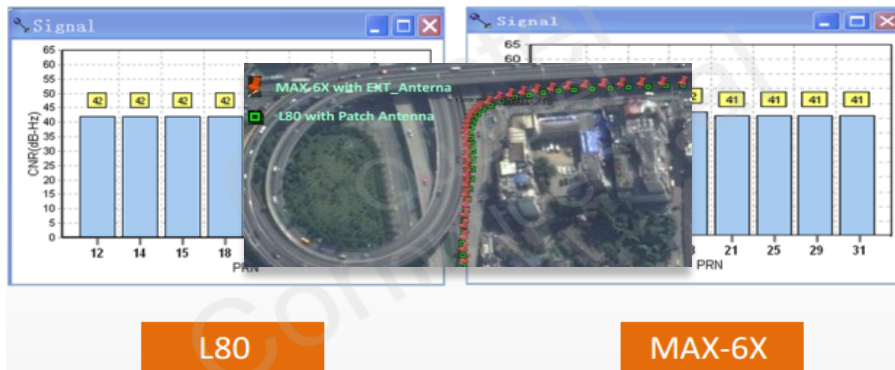 Signal
Signal
65
60
55
50
45
40
35
30
25
20
15
10
5
0
CNR(dB-Hz)
42 42 42 42
12 14 15 18
PRN
65
60
MAX-6X with EXT_Anterna
L80 with Patch Antenna
2 41 41 41 41
21 25 29 31
PRN
L80
MAX-6X